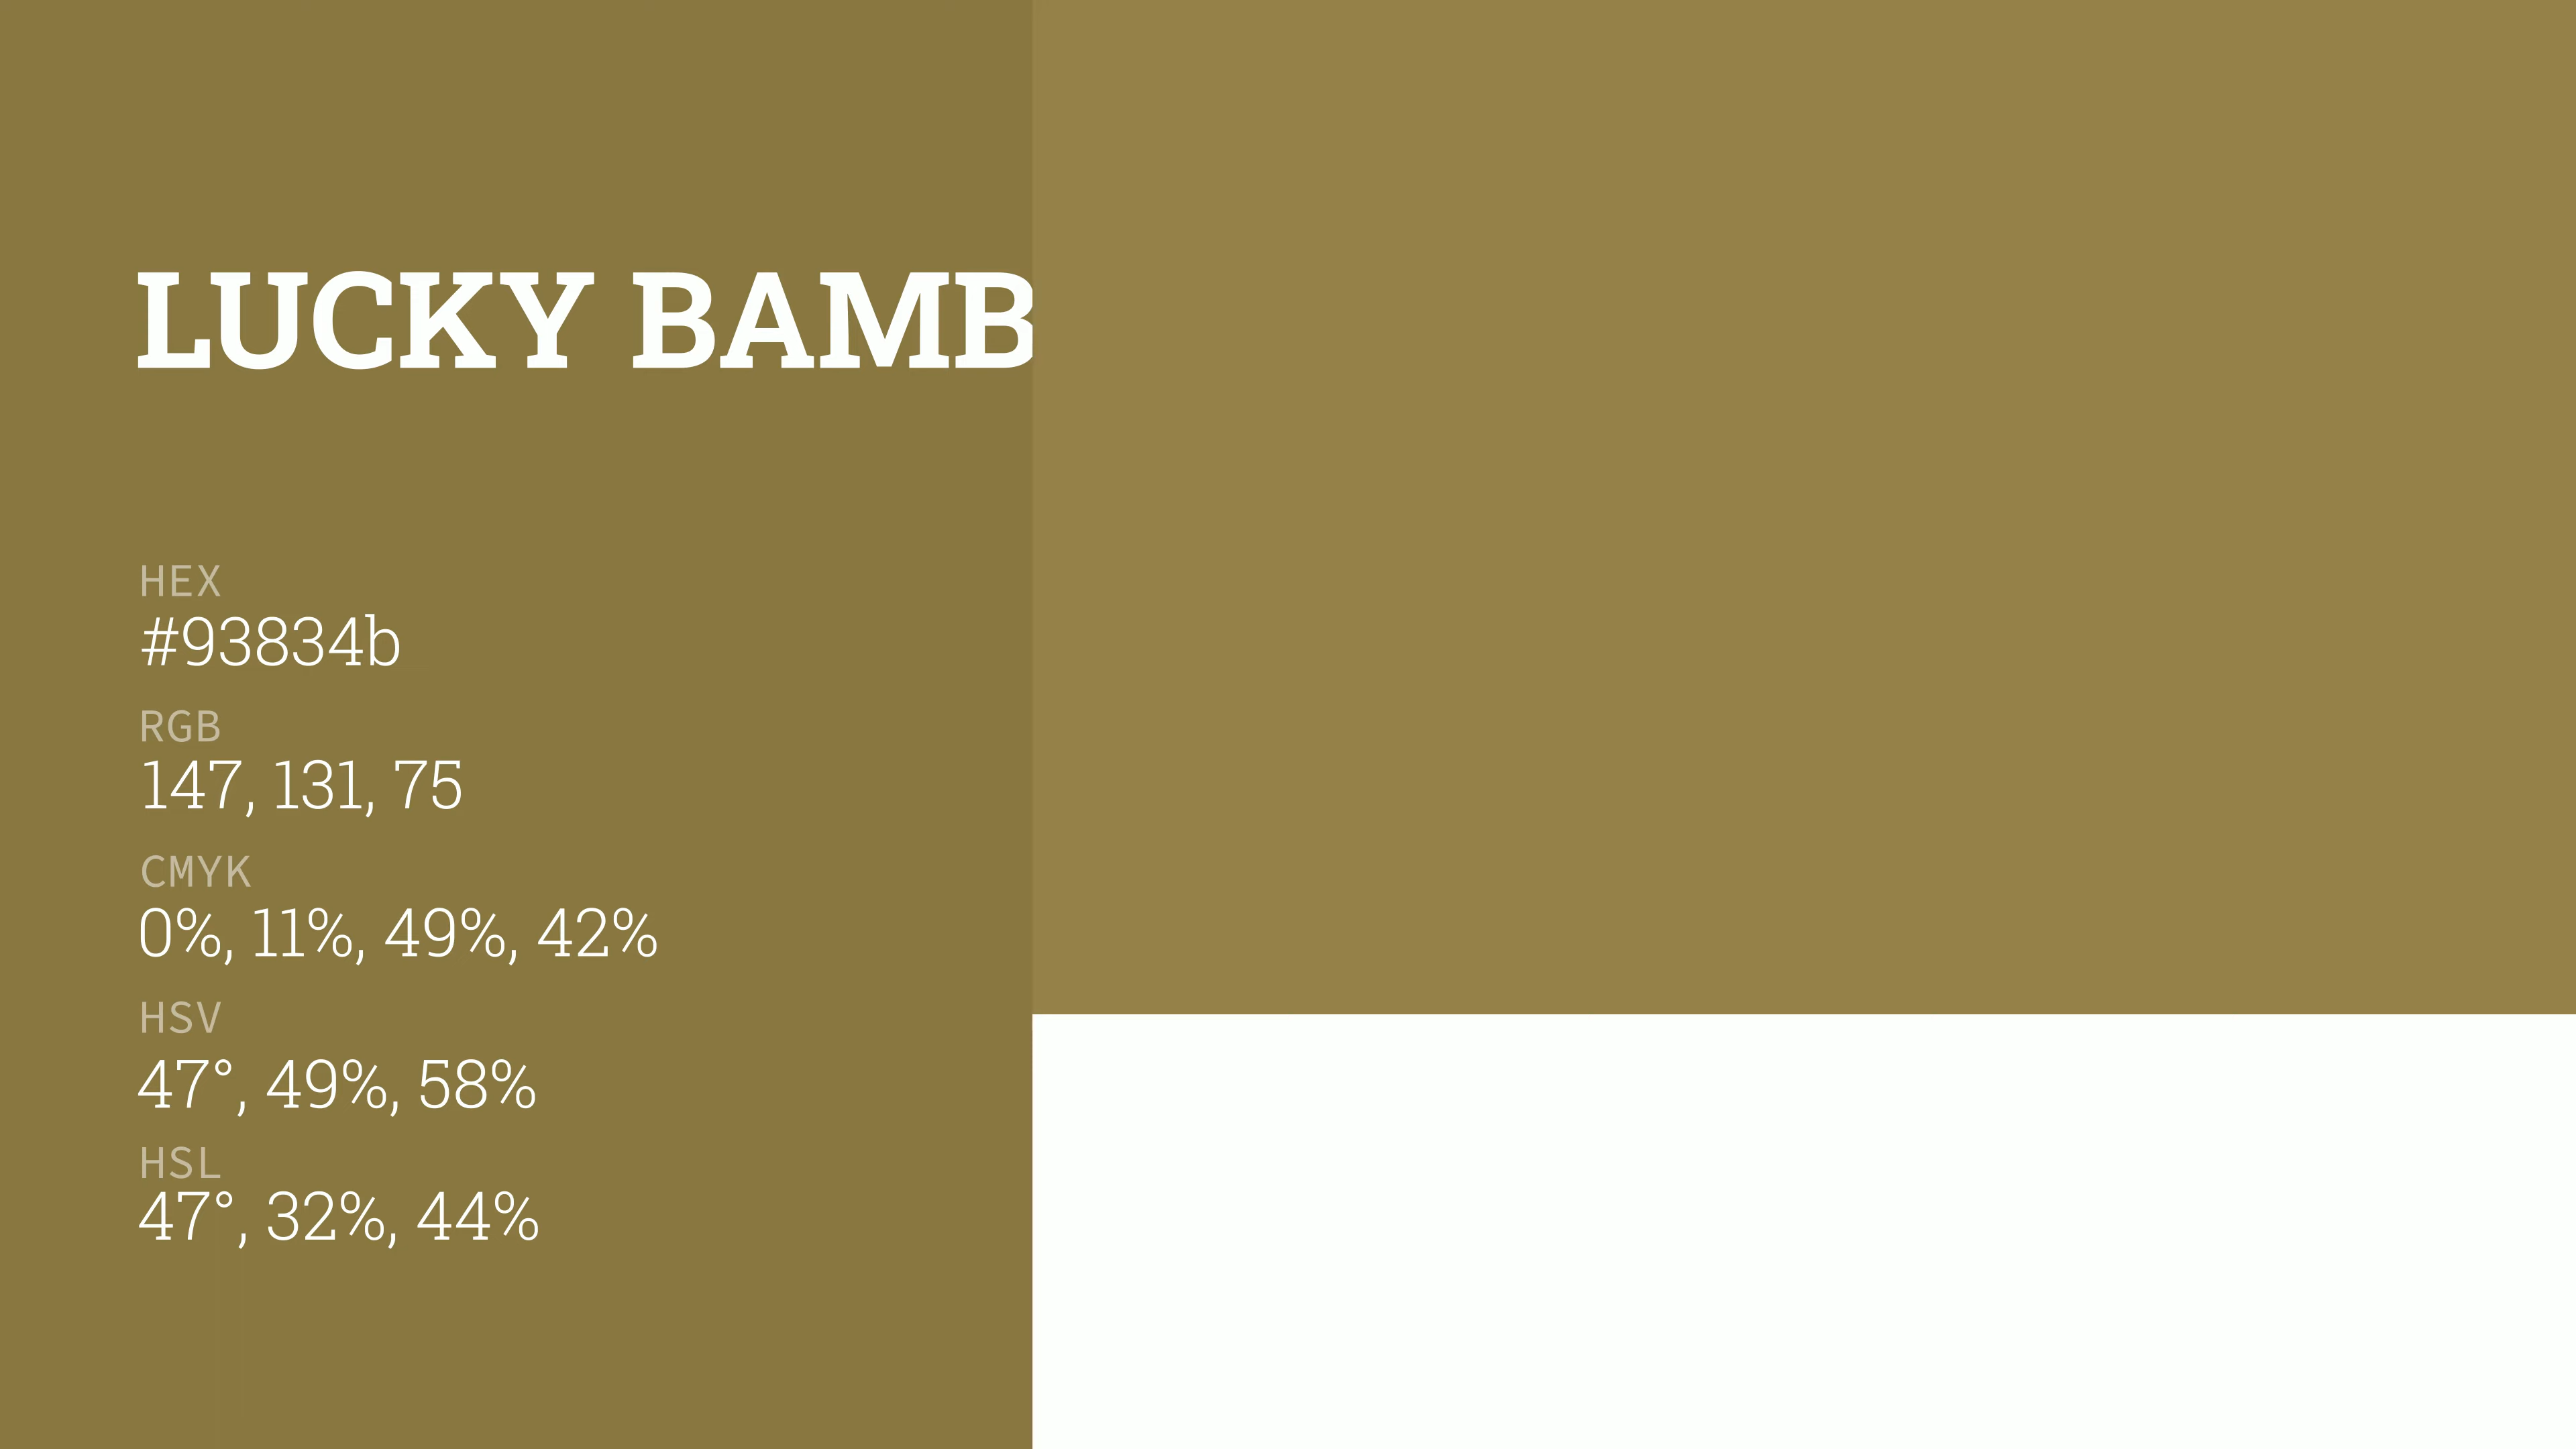 LUCKY BAMB
HEX
#93834b
RGB
147, 131, 75
CMYK
0%, 11%, 49%, 42%
HSV
47°, 49%, 58%
HSL
47°, 32%, 44%